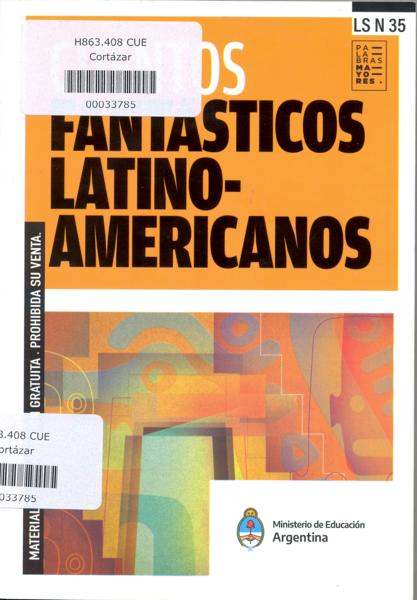 LS N 35
H863.408 CUE
Cortázar
00033785
PA
LA
BRAS
MA
YO
RES.
FANTÁSTICOS
LATINO-
AMERICANOS
MATERIAL
GRATUITA - PROHIBIDA SU VENTA.
3.408 CUE
ortázar
033785
Ministerio de Educación
Argentina